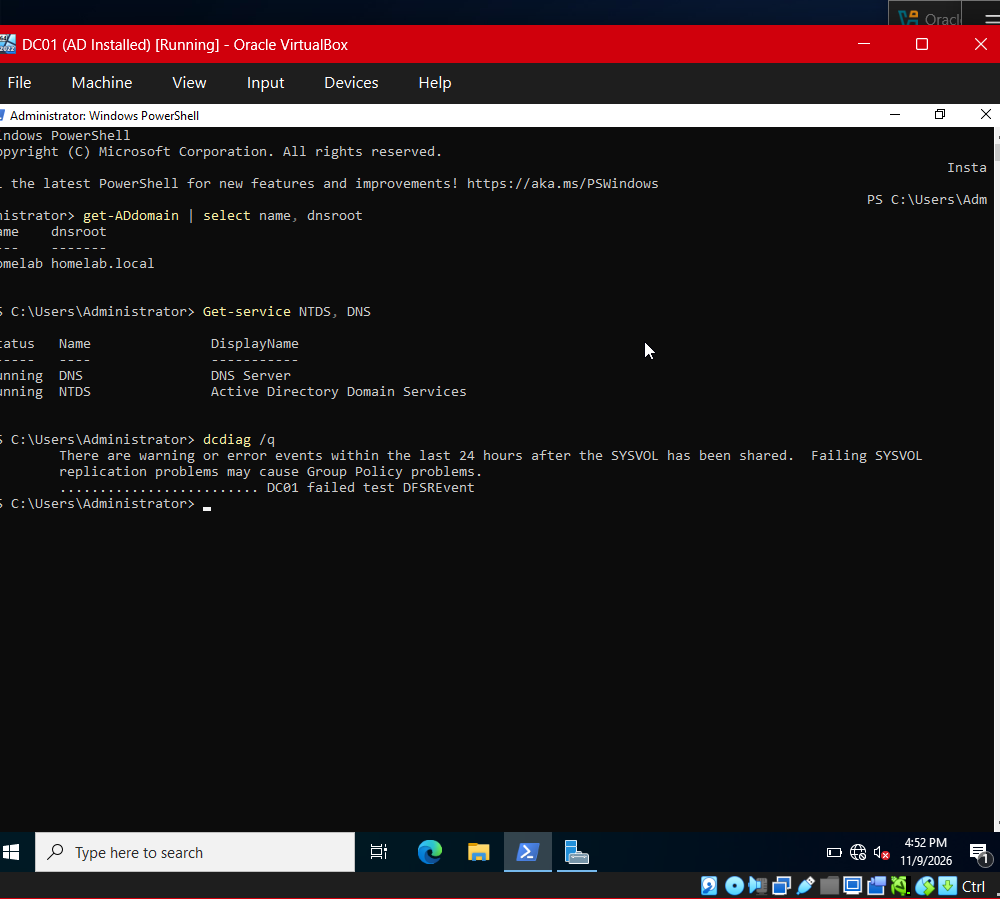 Oracl
DC01 (AD Installed) [Running] - Oracle VirtualBox
File Machine View Input Devices Help
Administrator: Windows PowerShell
indows PowerShell
opyright (C) Microsoft Corporation. All rights reserved.
Insta
l the latest PowerShell for new features and improvements! https://aka.ms/PSWindows
PS C:\Users\Adm
nistrator> get-ADdomain | select name, dnsroot
ame    dnsroot
---    -------
omelab homelab.local
S C:\Users\Administrator> Get-service NTDS, DNS
tatus   Name               DisplayName
-----   ----               -----------
unning  DNS                DNS Server
unning  NTDS               Active Directory Domain Services
S C:\Users\Administrator> dcdiag /q
There are warning or error events within the last 24 hours after the SYSVOL has been shared.  Failing SYSVOL
replication problems may cause Group Policy problems.
......................... DC01 failed test DFSREvent
S C:\Users\Administrator>
Type here to search
4:52 PM
11/9/2026
1
Ctrl